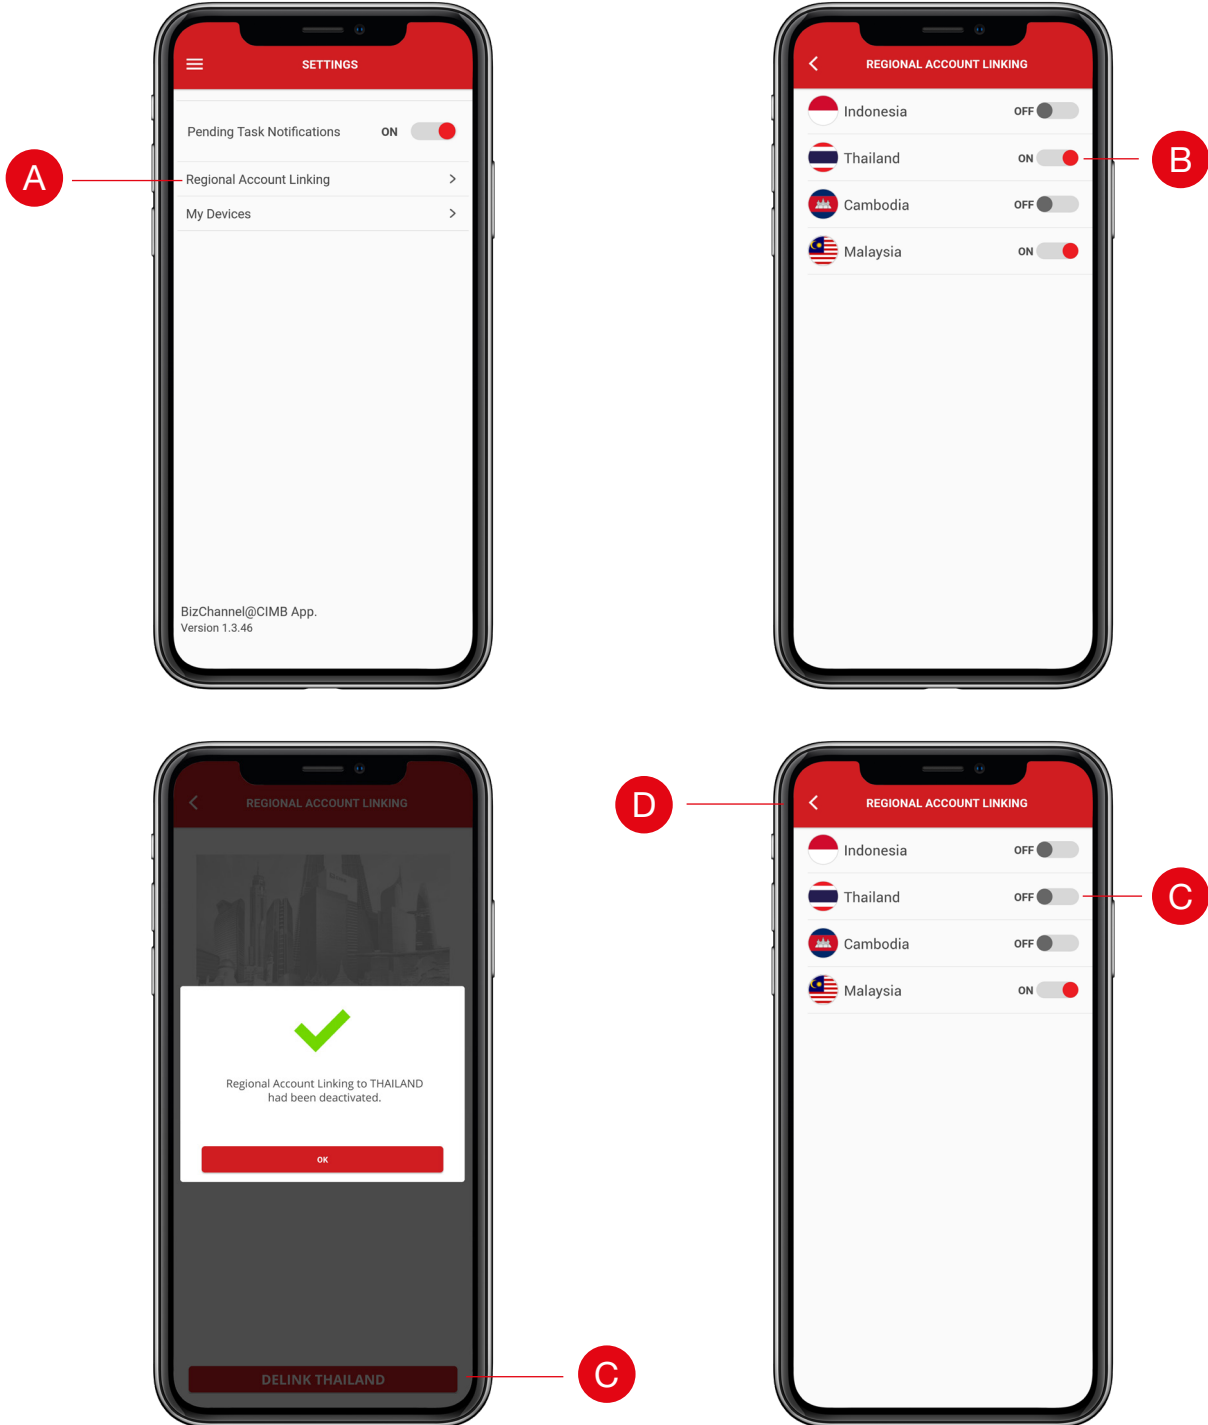 SETTINGS
Pending Task Notifications ON
A
Regional Account Linking
My Devices
BizChannel@CIMB App.
Version 1.3.46
REGIONAL ACCOUNT LINKING
Indonesia OFF
Thailand ON
B
Cambodia OFF
Malaysia ON
REGIONAL ACCOUNT LINKING
Regional Account Linking to THAILAND
had been deactivated.
OK
DELINK THAILAND
C
D
REGIONAL ACCOUNT LINKING
Indonesia OFF
Thailand OFF
C
Cambodia OFF
Malaysia ON